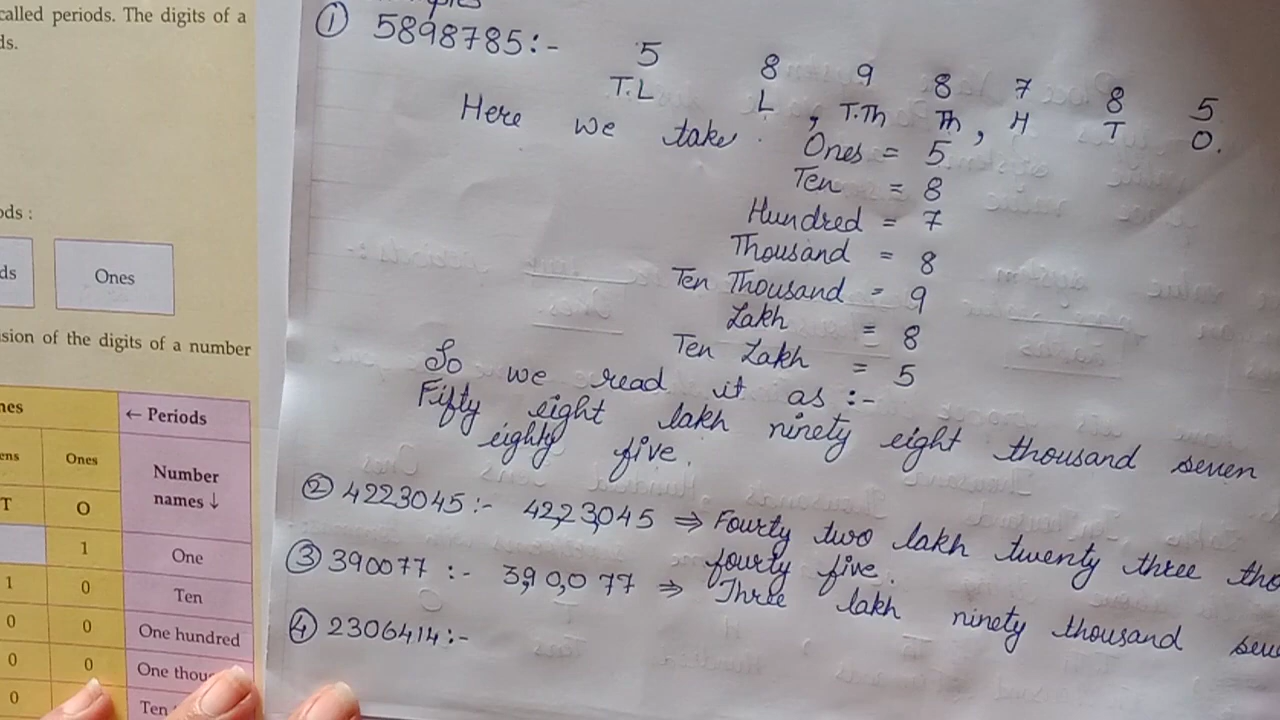 called periods. The digits of a
ds.
ods :
ds
Ones
sion of the digits of a number
nes
← Periods
ens
Ones
Number
names ↓
T
O
1
One
1
0
Ten
0
0
One hundred
0
0
One thou
0
Ten
① 5898785:- 5 8 9 8 7 8 5
T.L L , T.Th Th , H T O.
Here we take . Ones = 5
Ten = 8
Hundred = 7
Thousand = 8
Ten Thousand = 9
Lakh = 8
Ten Lakh = 5
So we read it as :-
Fifty eight lakh ninety eight thousand seven
eighty five.
② 4223045:- 42,23,045 ⇒ Fourty two lakh twenty three tho
fourty five.
③ 390077 :- 3,90,077 ⇒ Three lakh ninety thousand seve
④ 2306414:-